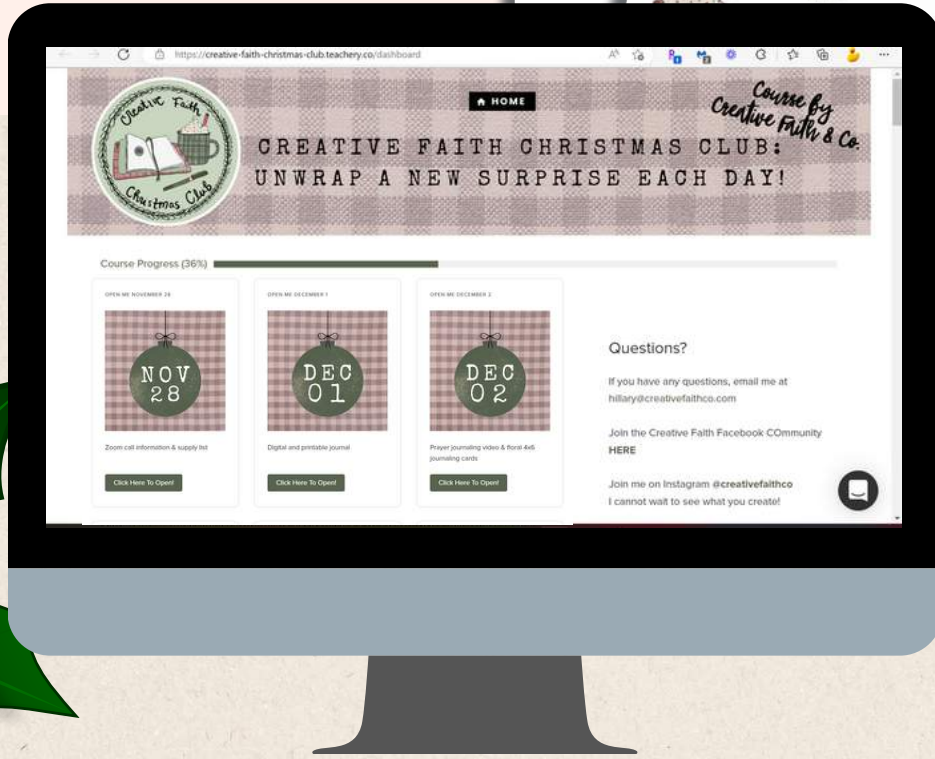 https://creative-faith-christmas-club.teachery.co/dashboard
Creative Faith
Christmas Club
HOME
Course by
Creative Faith & Co.
CREATIVE FAITH CHRISTMAS CLUB:
UNWRAP A NEW SURPRISE EACH DAY!
Course Progress (36%)
OPEN ME NOVEMBER 28
NOV
28
Zoom call information & supply list
Click Here To Open!
OPEN ME DECEMBER 1
DEC
01
Digital and printable journal
Click Here To Open!
OPEN ME DECEMBER 2
DEC
02
Prayer journaling video & floral 4x6
journaling cards
Click Here To Open!
Questions?
If you have any questions, email me at
hillary@creativefaithco.com
Join the Creative Faith Facebook COmmunity
HERE
Join me on Instagram @creativefaithco
I cannot wait to see what you create!